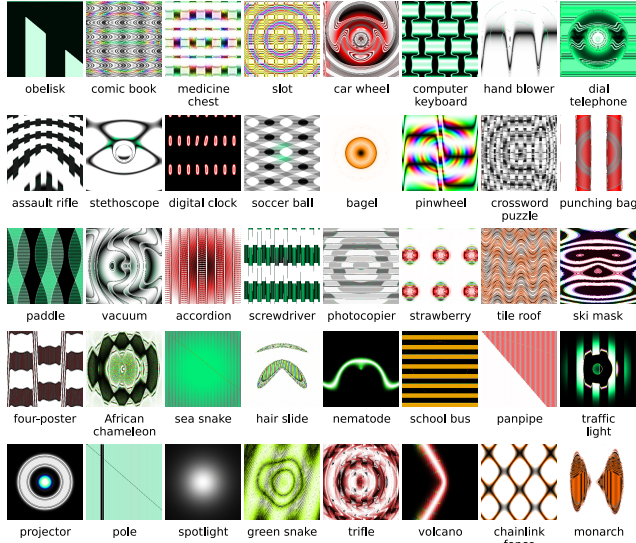 obelisk comic book medicine slot car wheel computer hand blower dial
chest keyboard telephone
assault rifle stethoscope digital clock soccer ball bagel pinwheel crossword punching bag
puzzle
paddle vacuum accordion screwdriver photocopier strawberry tile roof ski mask
four-poster African sea snake hair slide nematode school bus panpipe traffic
chameleon light
projector pole spotlight green snake trifle volcano chainlink monarch